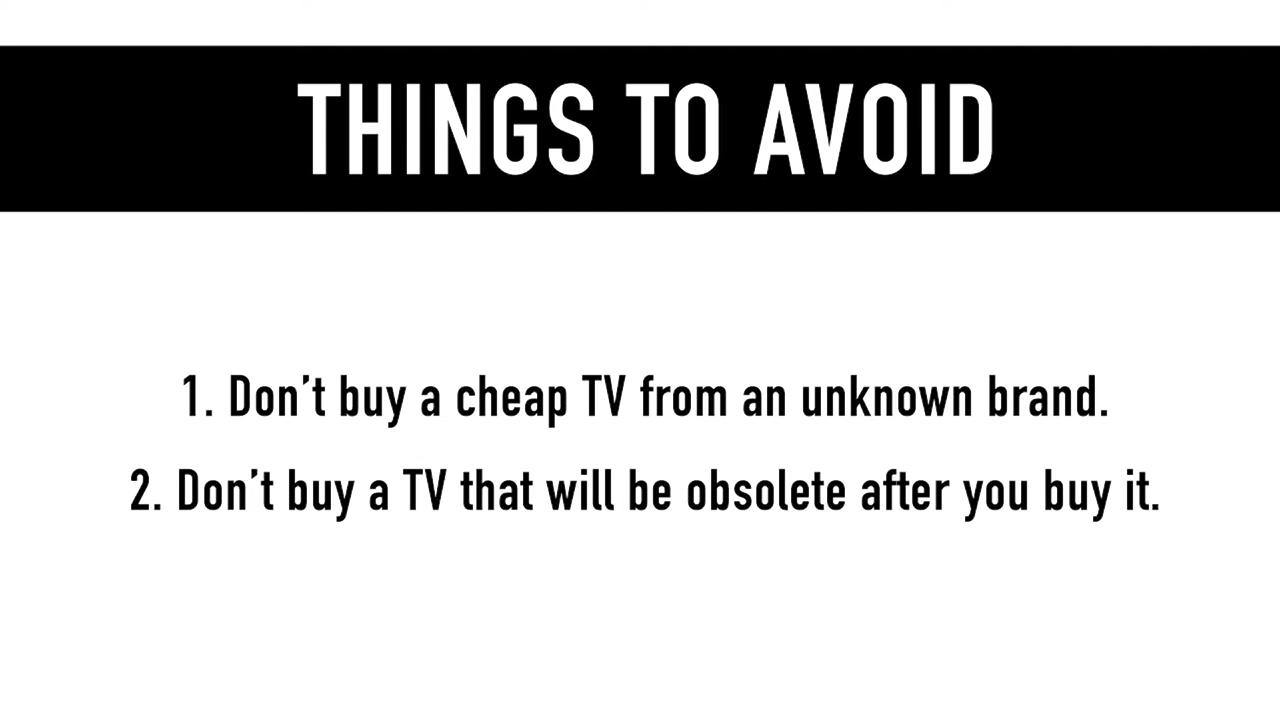 THINGS TO AVOID
1. Don’t buy a cheap TV from an unknown brand.
2. Don’t buy a TV that will be obsolete after you buy it.